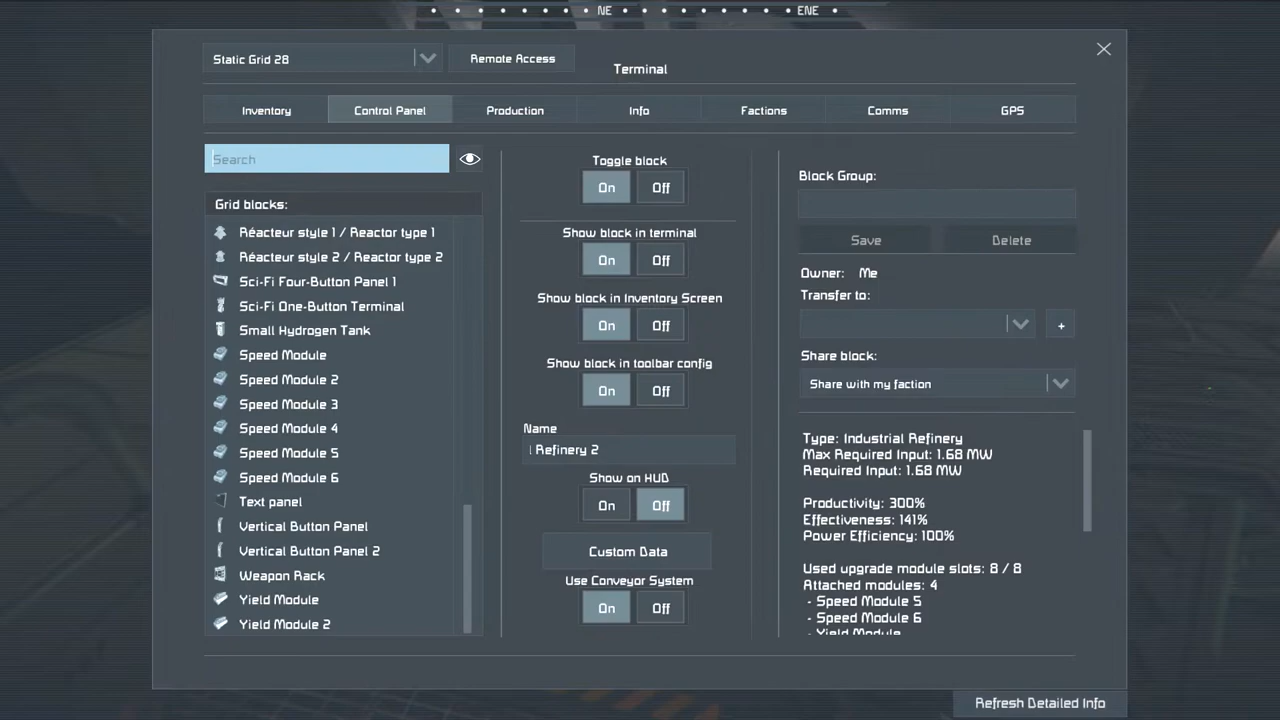 NE
ENE
Static Grid 28
Remote Access
Terminal
Inventory
Control Panel
Production
Info
Factions
Comms
GPS
Search
Grid blocks:
Réacteur style 1 / Reactor type 1
Réacteur style 2 / Reactor type 2
Sci-Fi Four-Button Panel 1
Sci-Fi One-Button Terminal
Small Hydrogen Tank
Speed Module
Speed Module 2
Speed Module 3
Speed Module 4
Speed Module 5
Speed Module 6
Text panel
Vertical Button Panel
Vertical Button Panel 2
Weapon Rack
Yield Module
Yield Module 2
Toggle block
On
Off
Show block in terminal
On
Off
Show block in Inventory Screen
On
Off
Show block in toolbar config
On
Off
Name
l Refinery 2
Show on HUD
On
Off
Custom Data
Use Conveyor System
On
Off
Block Group:
Save
Delete
Owner: Me
Transfer to:
+
Share block:
Share with my faction
Type: Industrial Refinery
Max Required Input: 1.68 MW
Required Input: 1.68 MW
Productivity: 300%
Effectiveness: 141%
Power Efficiency: 100%
Used upgrade module slots: 8 / 8
Attached modules: 4
- Speed Module 5
- Speed Module 6
- Yield Module
Refresh Detailed Info